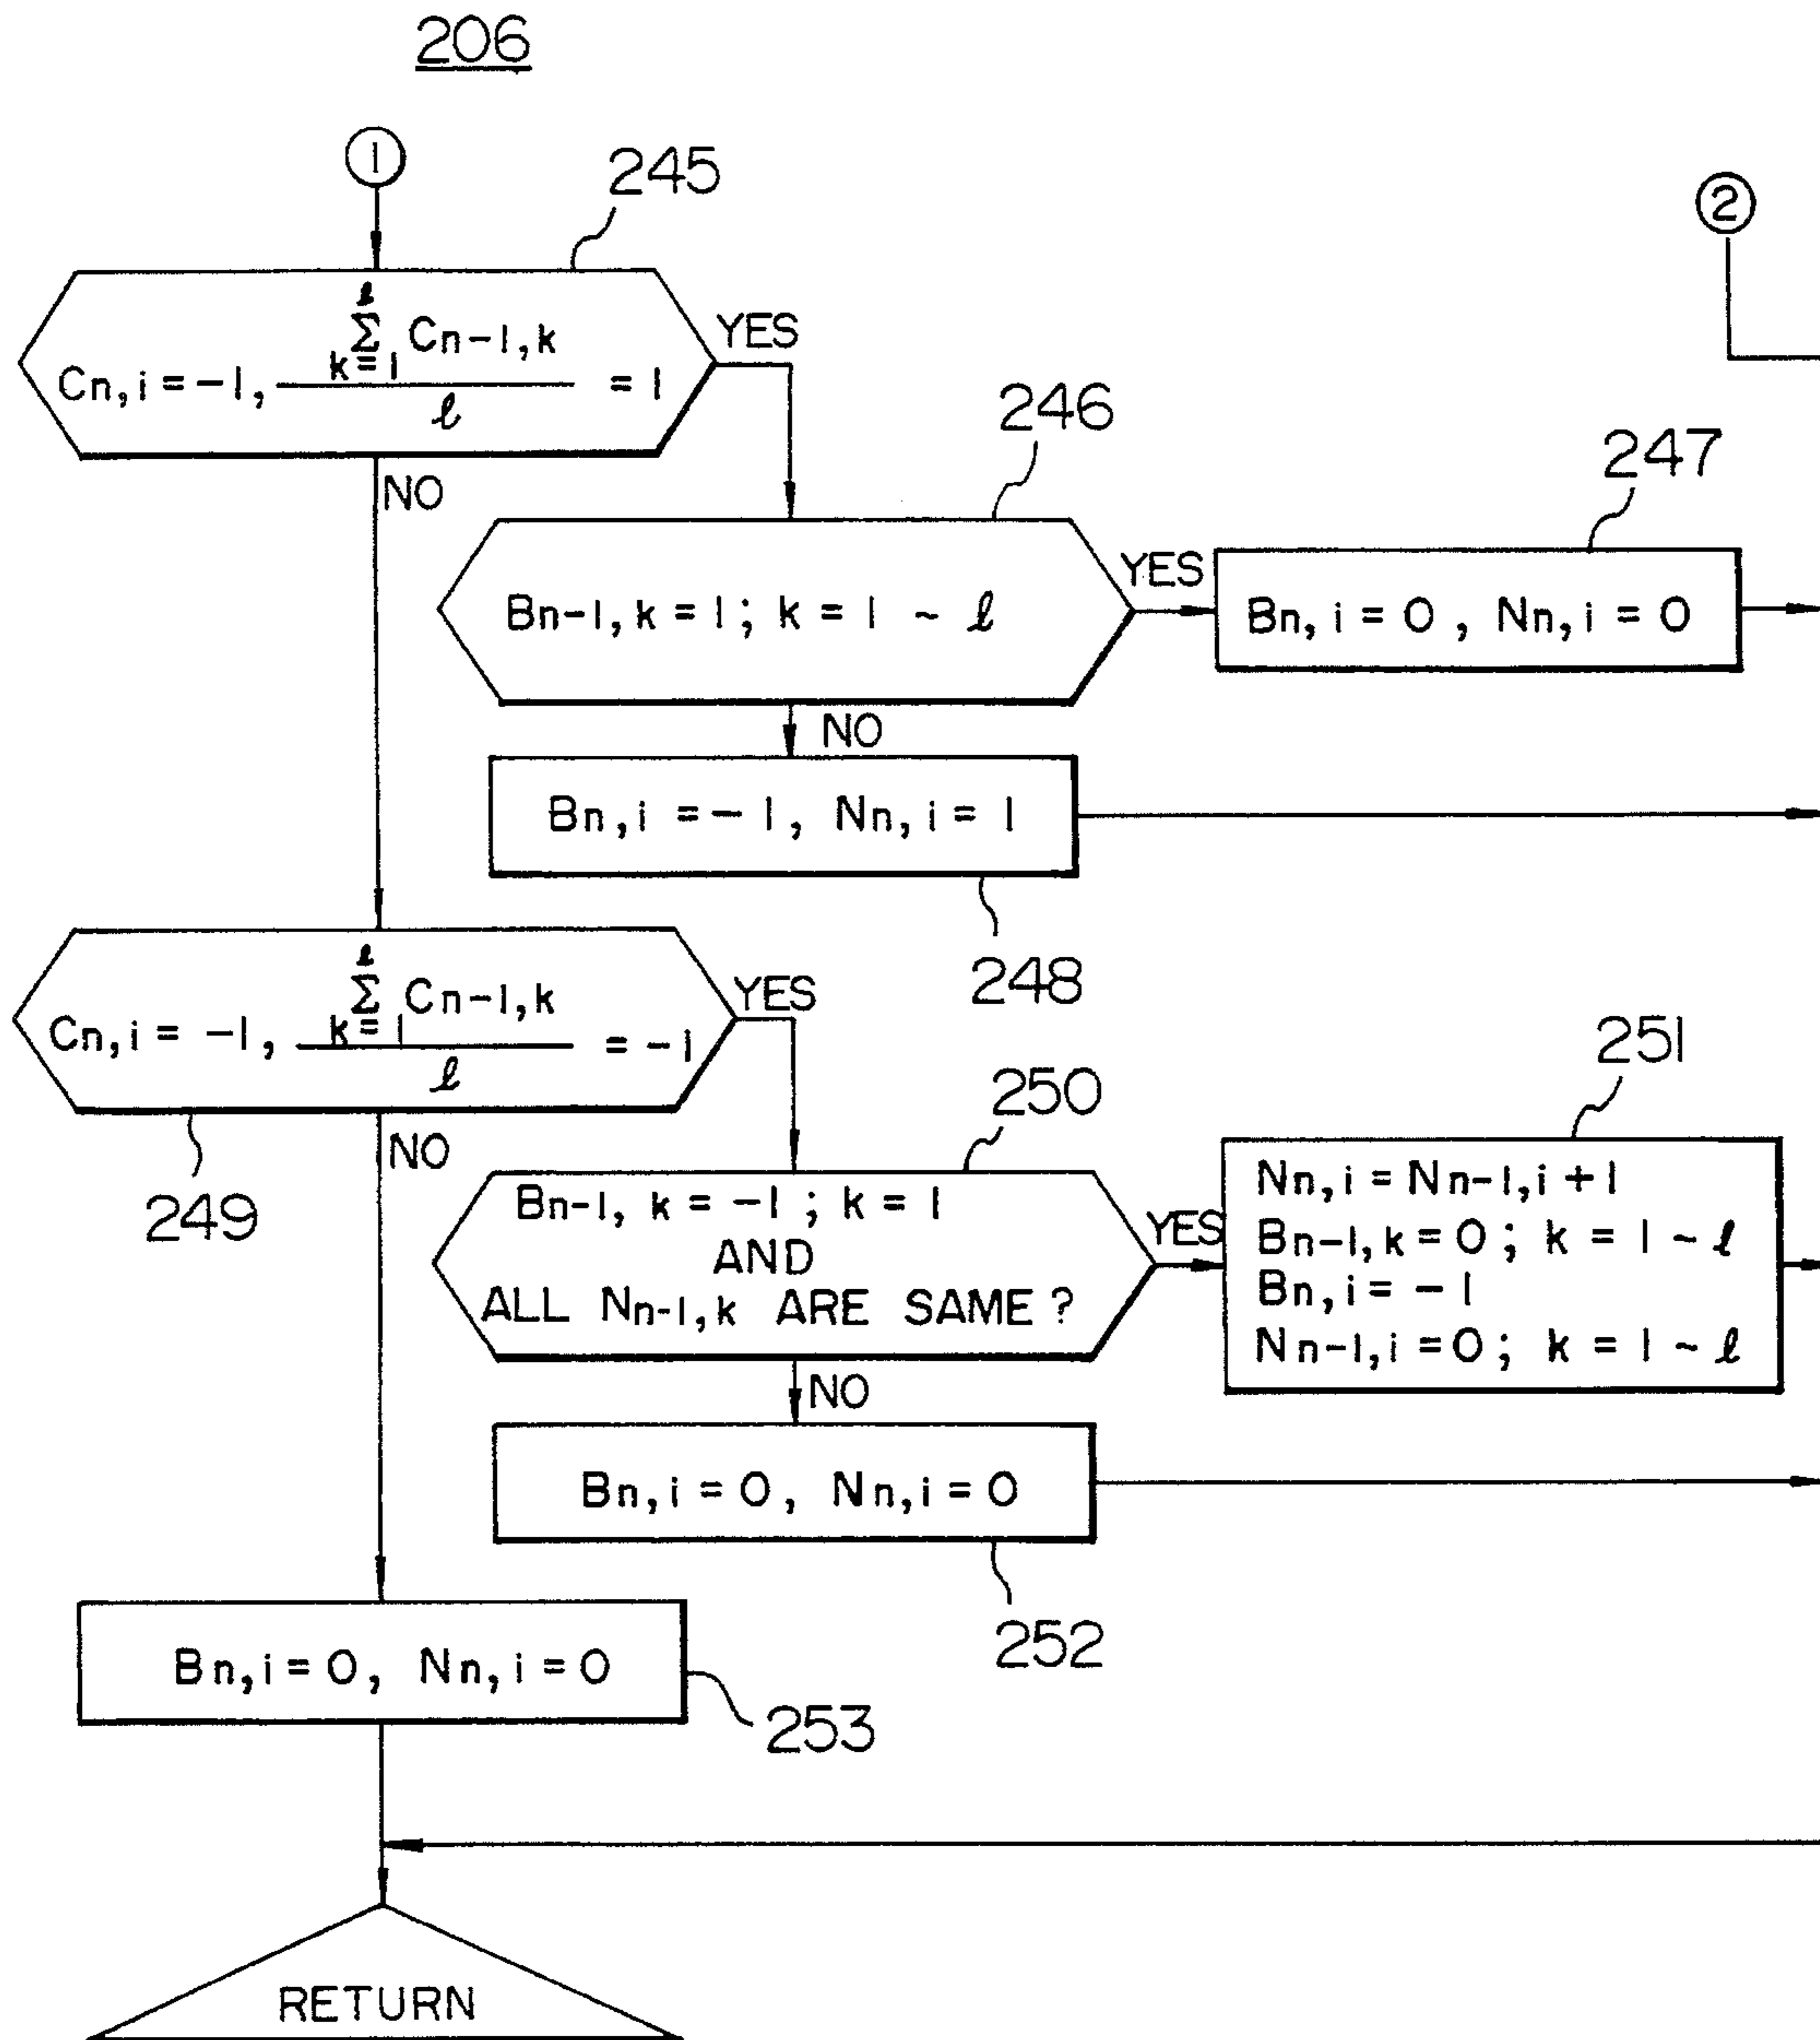 206
①
245
②
Cn,i = -1, \frac{\sum_{k=1}^{ℓ} Cn-1,k}{ℓ} = 1
YES
NO
246
247
Bn-1,k = 1; k = 1 ~ ℓ
YES
Bn,i = 0, Nn,i = 0
NO
Bn,i = -1, Nn,i = 1
248
Cn,i = -1, \frac{\sum_{k=1}^{ℓ} Cn-1,k}{ℓ} = -1
YES
249
NO
250
251
Bn-1, k = -1; k = 1
AND
ALL Nn-1,k ARE SAME?
YES
Nn,i = Nn-1,i + 1
Bn-1,k = 0; k = 1 ~ ℓ
Bn,i = -1
Nn-1,i = 0; k = 1 ~ ℓ
NO
Bn,i = 0, Nn,i = 0
252
Bn,i = 0, Nn,i = 0
253
RETURN